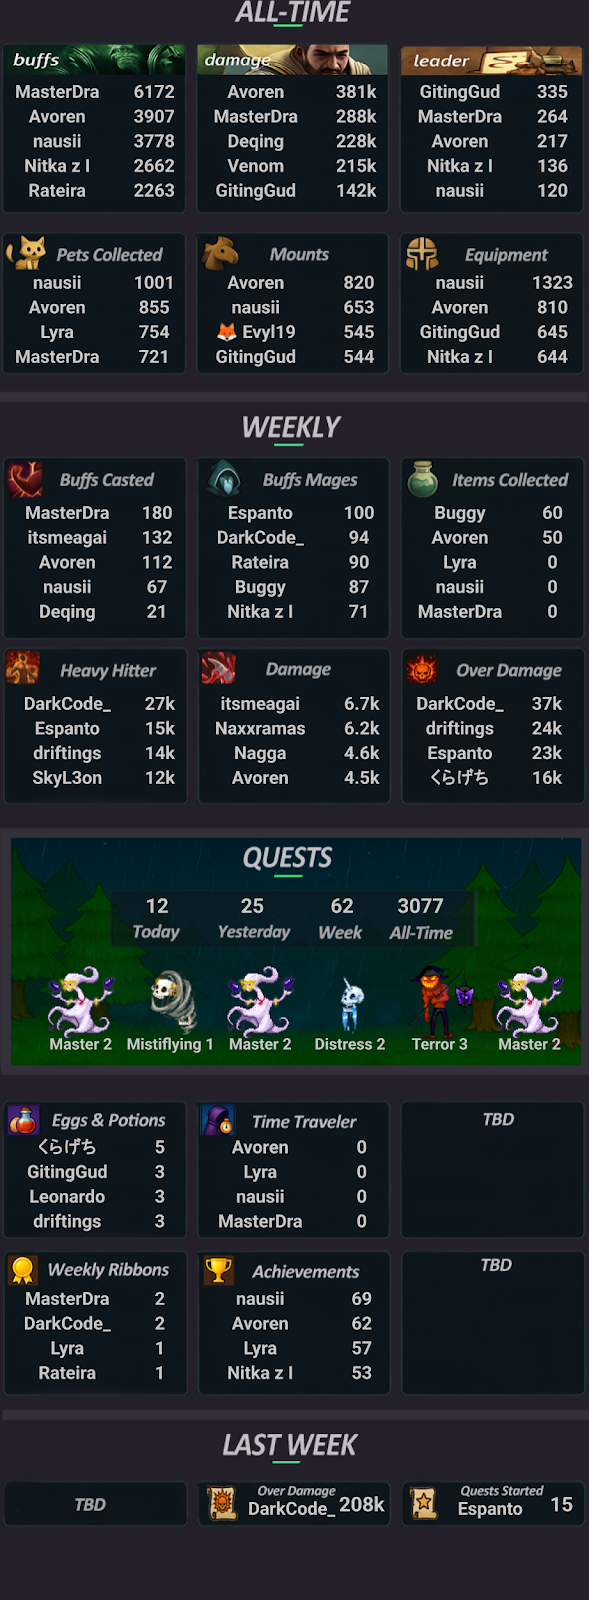 ALL-TIME
buffs
MasterDra 6172
Avoren 3907
nausii 3778
Nitka z l 2662
Rateira 2263
damage
Avoren 381k
MasterDra 288k
Deqing 228k
Venom 215k
GitingGud 142k
leader
GitingGud 335
MasterDra 264
Avoren 217
Nitka z l 136
nausii 120
Pets Collected
nausii 1001
Avoren 855
Lyra 754
MasterDra 721
Mounts
Avoren 820
nausii 653
🦊 Evyl19 545
GitingGud 544
Equipment
nausii 1323
Avoren 810
GitingGud 645
Nitka z l 644
WEEKLY
Buffs Casted
MasterDra 180
itsmeagai 132
Avoren 112
nausii 67
Deqing 21
Buffs Mages
Espanto 100
DarkCode_ 94
Rateira 90
Buggy 87
Nitka z l 71
Items Collected
Buggy 60
Avoren 50
Lyra 0
nausii 0
MasterDra 0
Heavy Hitter
DarkCode_ 27k
Espanto 15k
driftings 14k
SkyL3on 12k
Damage
itsmeagai 6.7k
Naxxramas 6.2k
Nagga 4.6k
Avoren 4.5k
Over Damage
DarkCode_ 37k
driftings 24k
Espanto 23k
くらげち 16k
QUESTS
12 25 62 3077
Today Yesterday Week All-Time
Master 2 Mistiflying 1 Master 2 Distress 2 Terror 3 Master 2
Eggs & Potions
くらげち 5
GitingGud 3
Leonardo 3
driftings 3
Time Traveler
Avoren 0
Lyra 0
nausii 0
MasterDra 0
TBD
Weekly Ribbons
MasterDra 2
DarkCode_ 2
Lyra 1
Rateira 1
Achievements
nausii 69
Avoren 62
Lyra 57
Nitka z l 53
TBD
LAST WEEK
TBD
Over Damage
DarkCode_ 208k
Quests Started
Espanto 15